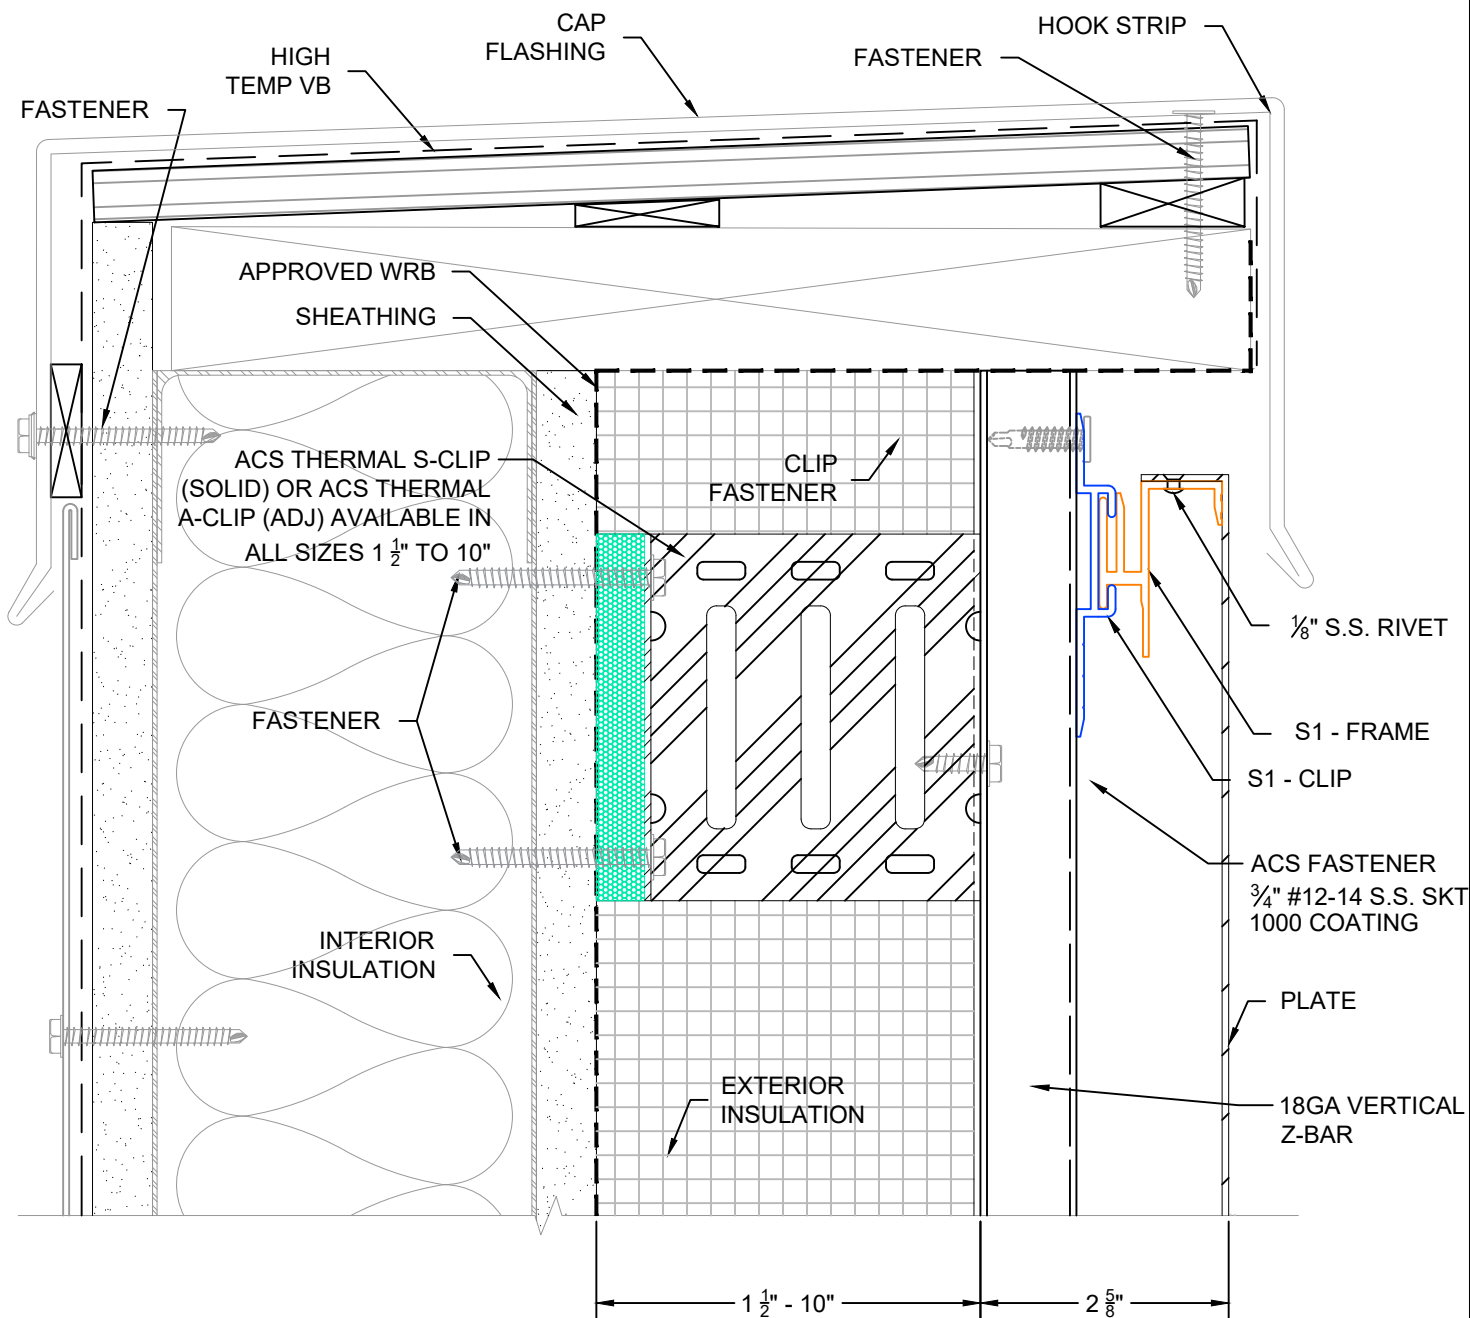 CAP
FLASHING
HOOK STRIP
HIGH
TEMP VB
FASTENER
FASTENER
APPROVED WRB
SHEATHING
ACS THERMAL S-CLIP
(SOLID) OR ACS THERMAL
A-CLIP (ADJ) AVAILABLE IN
ALL SIZES 1 1/2" TO 10"
CLIP
FASTENER
1/8" S.S. RIVET
FASTENER
S1 - FRAME
S1 - CLIP
ACS FASTENER
3/4" #12-14 S.S. SKT
1000 COATING
INTERIOR
INSULATION
PLATE
EXTERIOR
INSULATION
18GA VERTICAL
Z-BAR
1 1/2" - 10"
2 5/8"